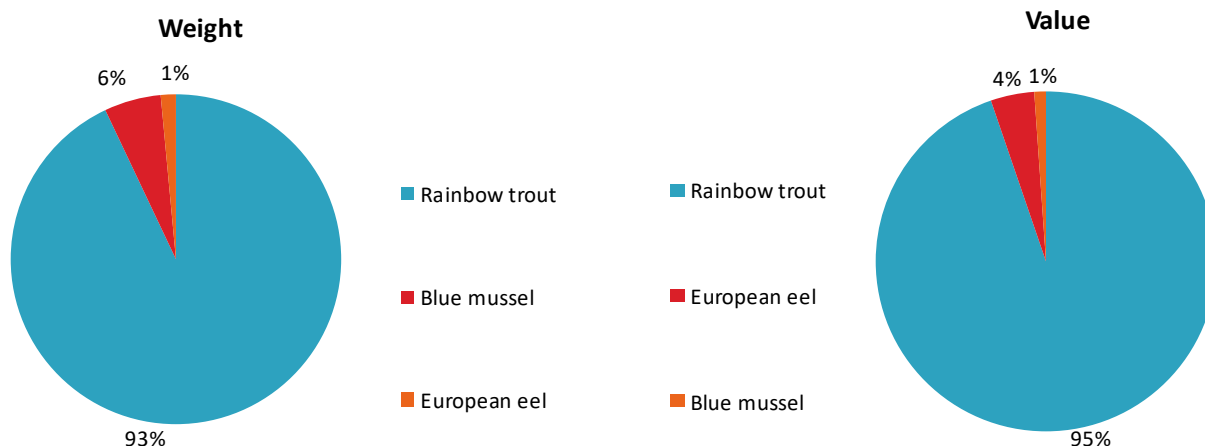 Weight
6%
1%
Rainbow trout
Blue mussel
European eel
93%
Value
4%
1%
Rainbow trout
European eel
Blue mussel
95%